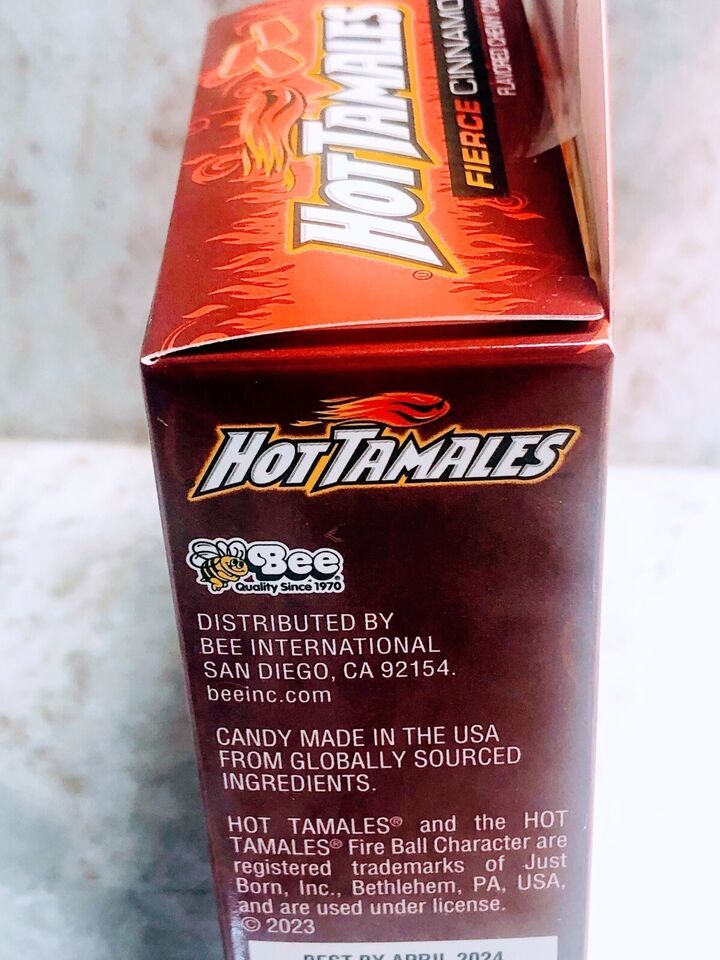 HOT TAMALES
®
FIERCE CINNAMO
FLAVORED CHEWY CA
HOT TAMALES
Bee
®
Quality Since 1970
DISTRIBUTED BY
BEE INTERNATIONAL
SAN DIEGO, CA 92154.
beeinc.com
CANDY MADE IN THE USA
FROM GLOBALLY SOURCED
INGREDIENTS.
HOT TAMALES® and the HOT
TAMALES® Fire Ball Character are
registered trademarks of Just
Born, Inc., Bethlehem, PA, USA,
and are used under license.
© 2023
BEST BY APRIL 2024